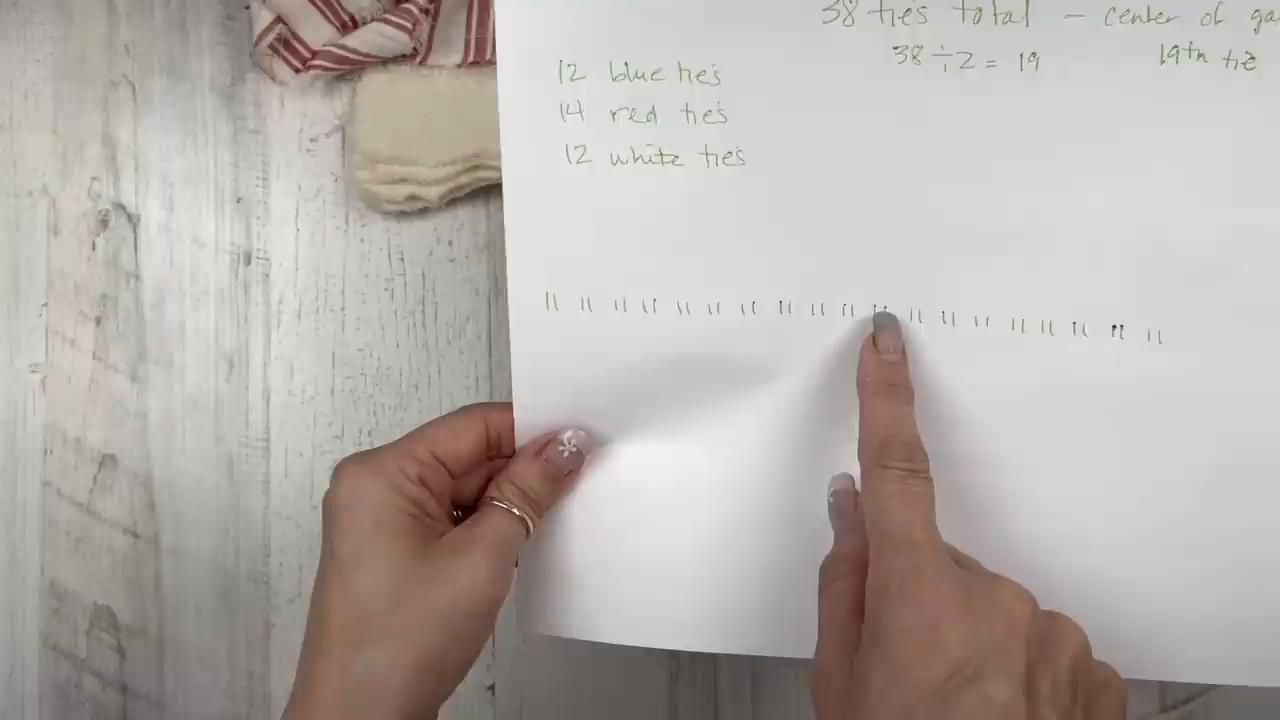 38 ties total - center of ga
38 ÷ 2 = 19 19th tie
12 blue ties
14 red ties
12 white ties